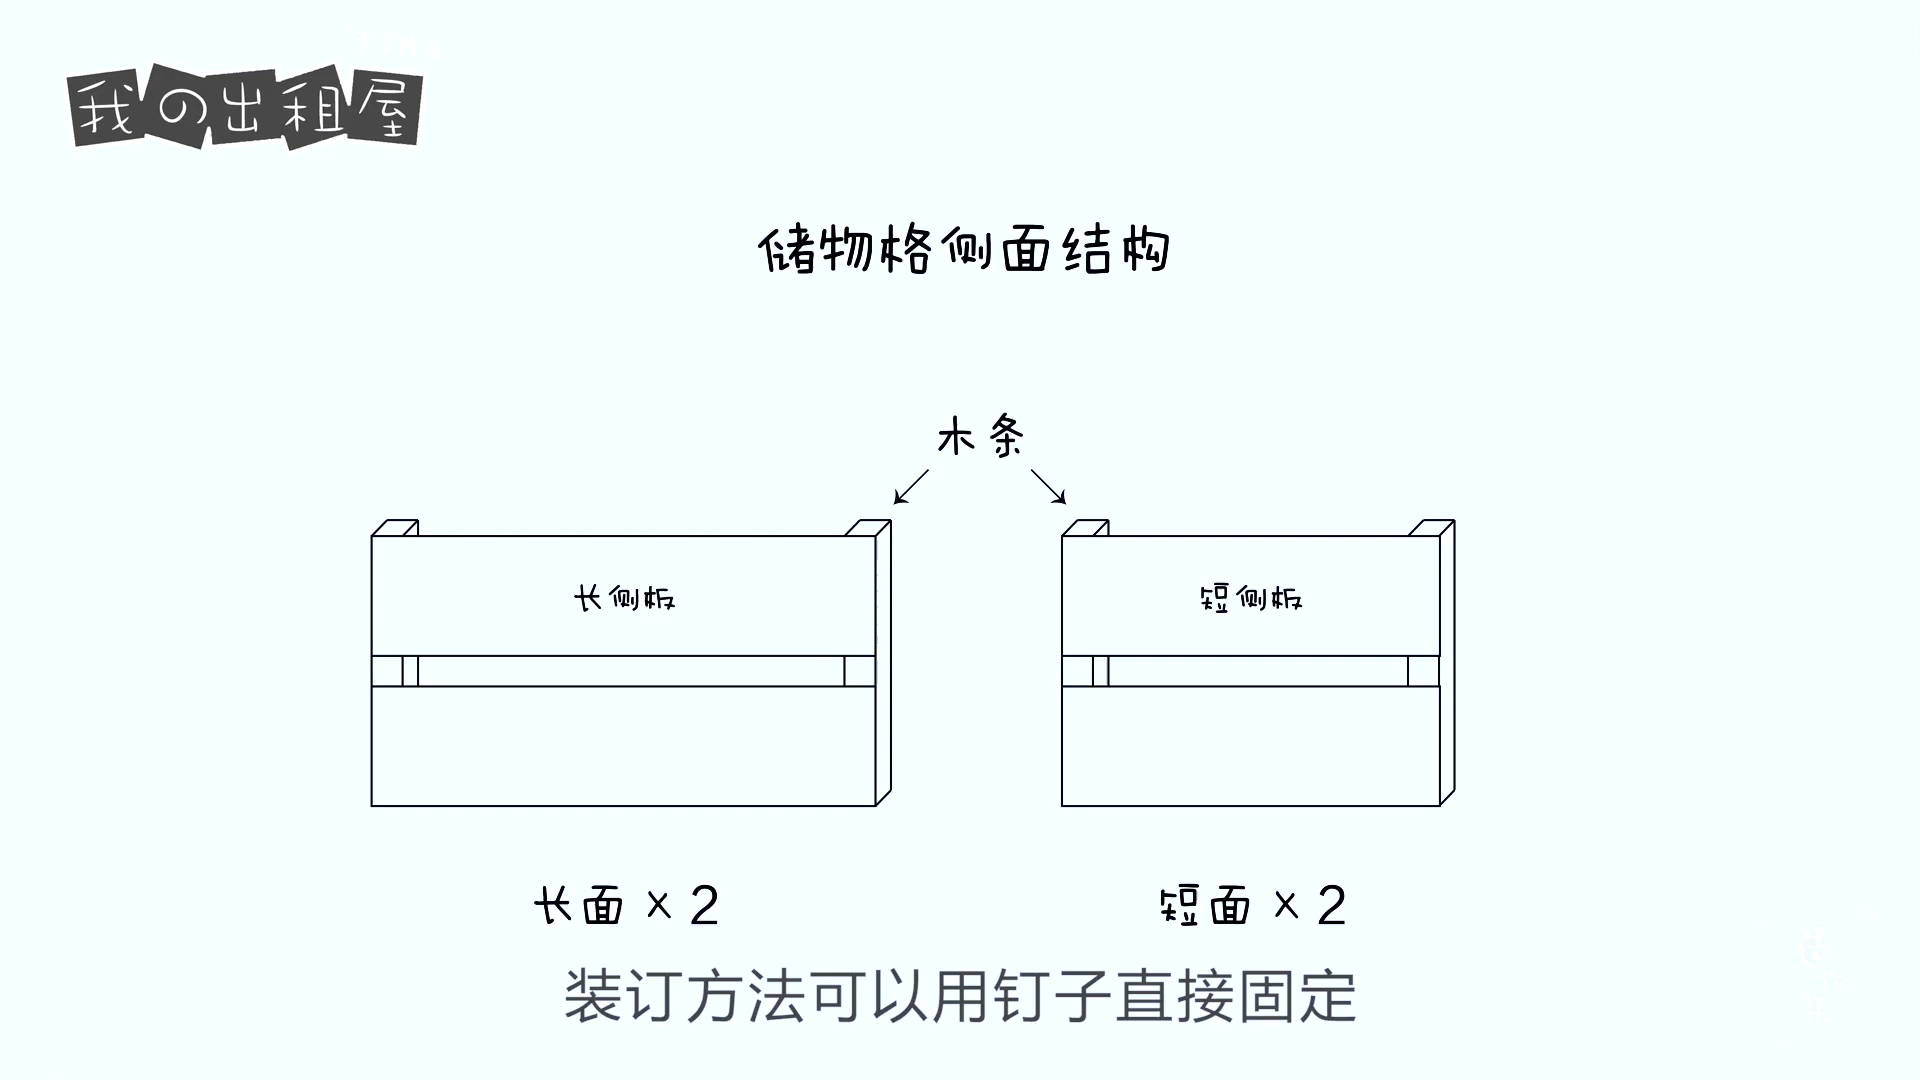 我の出租屋
储物格侧面结构
木条
长侧板
短侧板
长面 × 2
短面 × 2
装订方法可以用钉子直接固定